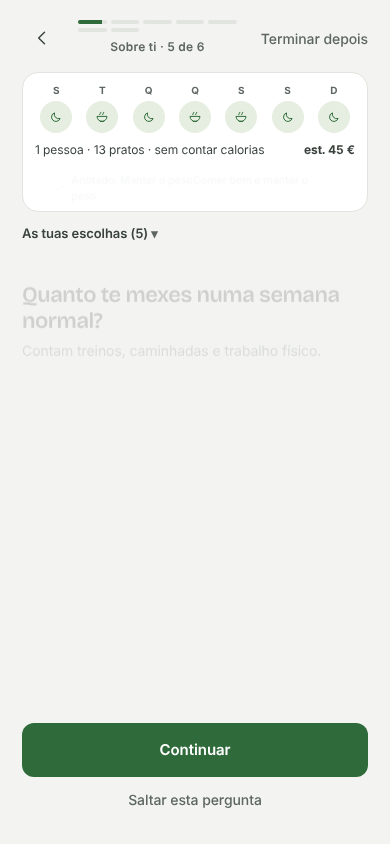 Sobre ti · 5 de 6
Terminar depois
S T Q Q S S D
1 pessoa · 13 pratos · sem contar calorias
est. 45 €
As tuas escolhas (5) ▾
Quanto te mexes numa semana
normal?
Contam treinos, caminhadas e trabalho físico.
Continuar
Saltar esta pergunta